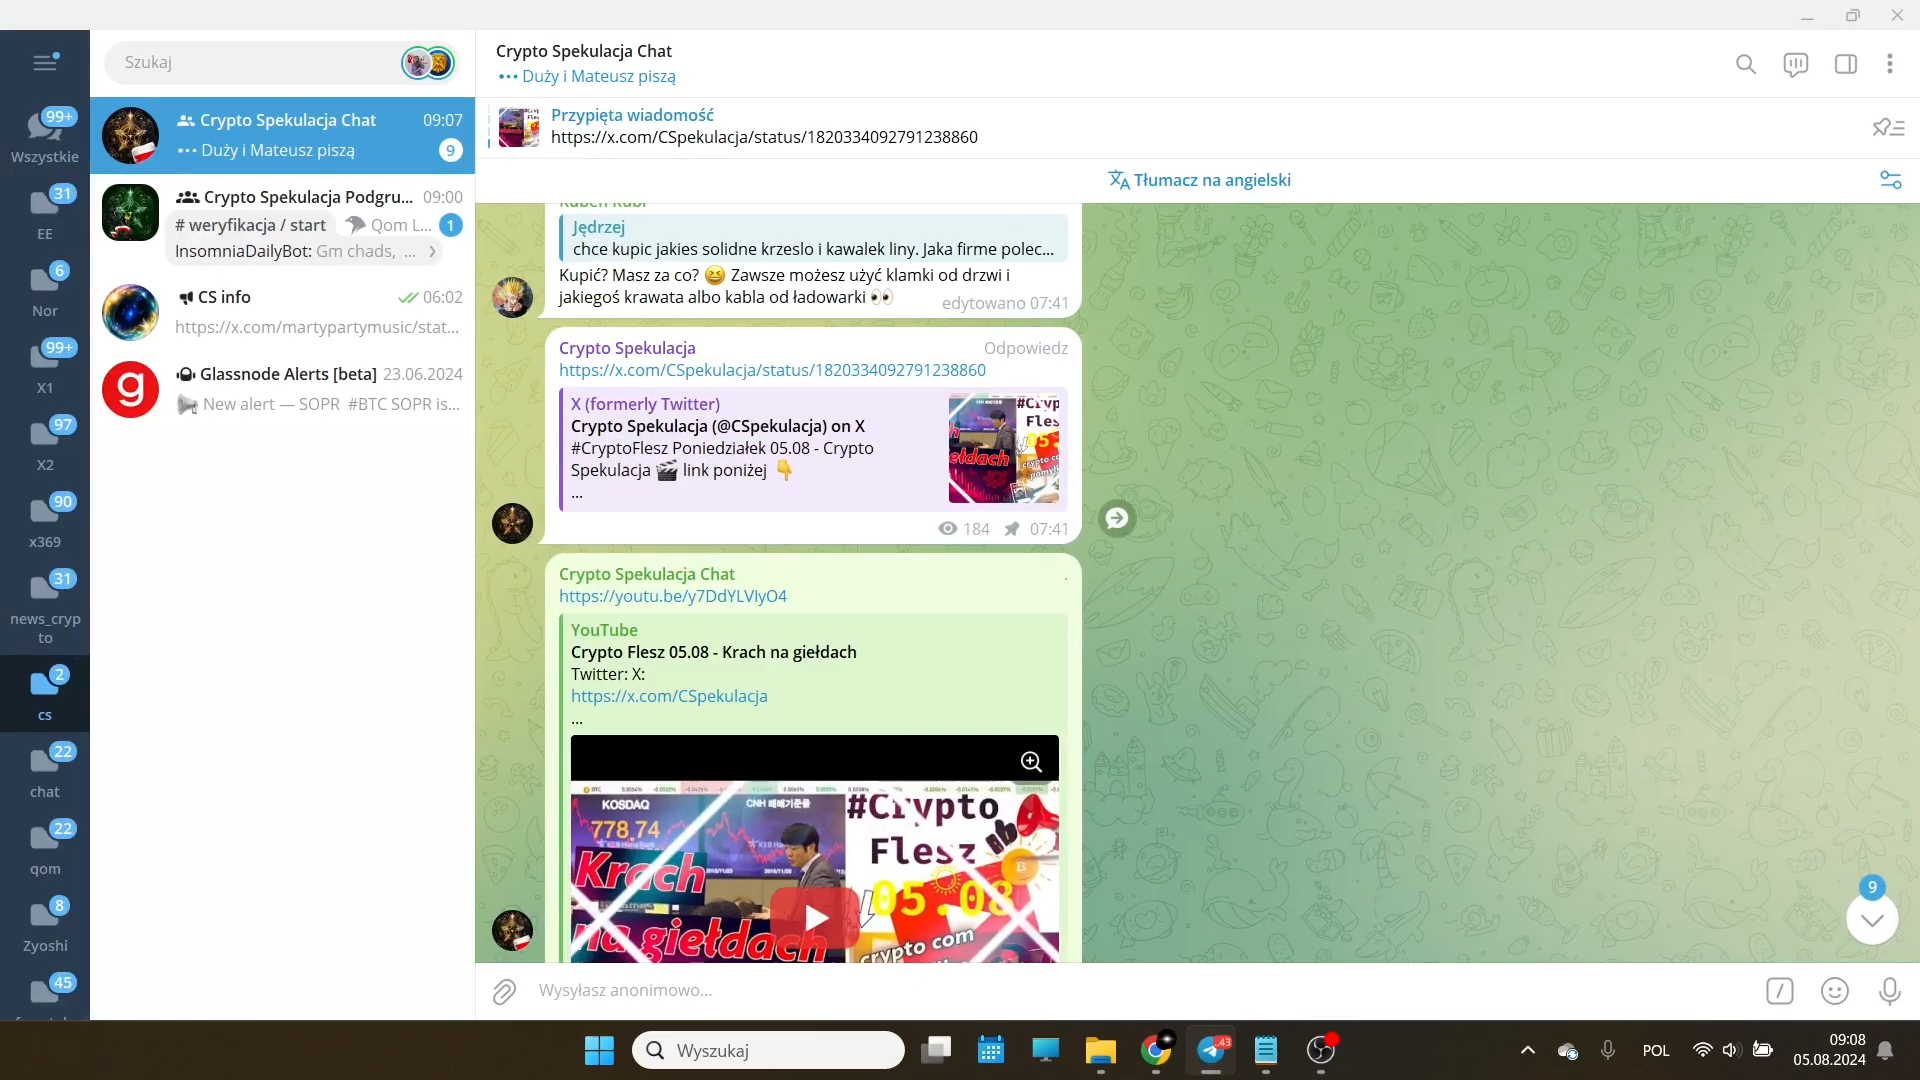 Szukaj
99+
Wszystkie
31
EE
6
Nor
99+
X1
97
X2
90
x369
31
news_cryp
to
2
cs
22
chat
22
qom
8
Zyoshi
45
Crypto Spekulacja Chat 09:07
••• Duży i Mateusz piszą 9
Crypto Spekulacja Podgru... 09:00
# weryfikacja / start Qom L... 1
InsomniaDailyBot: Gm chads, ...
CS info 06:02
https://x.com/martypartymusic/stat...
g
Glassnode Alerts [beta] 23.06.2024
New alert — SOPR #BTC SOPR is...
Crypto Spekulacja Chat
••• Duży i Mateusz piszą
Przypięta wiadomość
https://x.com/CSpekulacja/status/1820334092791238860
Tłumacz na angielski
Ruben Rubi
Jędrzej
chce kupic jakies solidne krzeslo i kawalek liny. Jaka firme polec...
Kupić? Masz za co? 😆 Zawsze możesz użyć klamki od drzwi i
jakiegoś krawata albo kabla od ładowarki 👀 edytowano 07:41
Crypto Spekulacja Odpowiedz
https://x.com/CSpekulacja/status/1820334092791238860
X (formerly Twitter)
Crypto Spekulacja (@CSpekulacja) on X
#CryptoFlesz Poniedziałek 05.08 - Crypto
Spekulacja 🎬 link poniżej 👇
...
184 07:41
Crypto Spekulacja Chat .
https://youtu.be/y7DdYLVIyO4
YouTube
Crypto Flesz 05.08 - Krach na giełdach
Twitter: X:
https://x.com/CSpekulacja
...
KOSDAQ
778.74
#Crypto
Flesz
05.08
Krach
na giełdach
crypto com
9
Wysyłasz anonimowo...
Wyszukaj
43
POL
09:08
05.08.2024